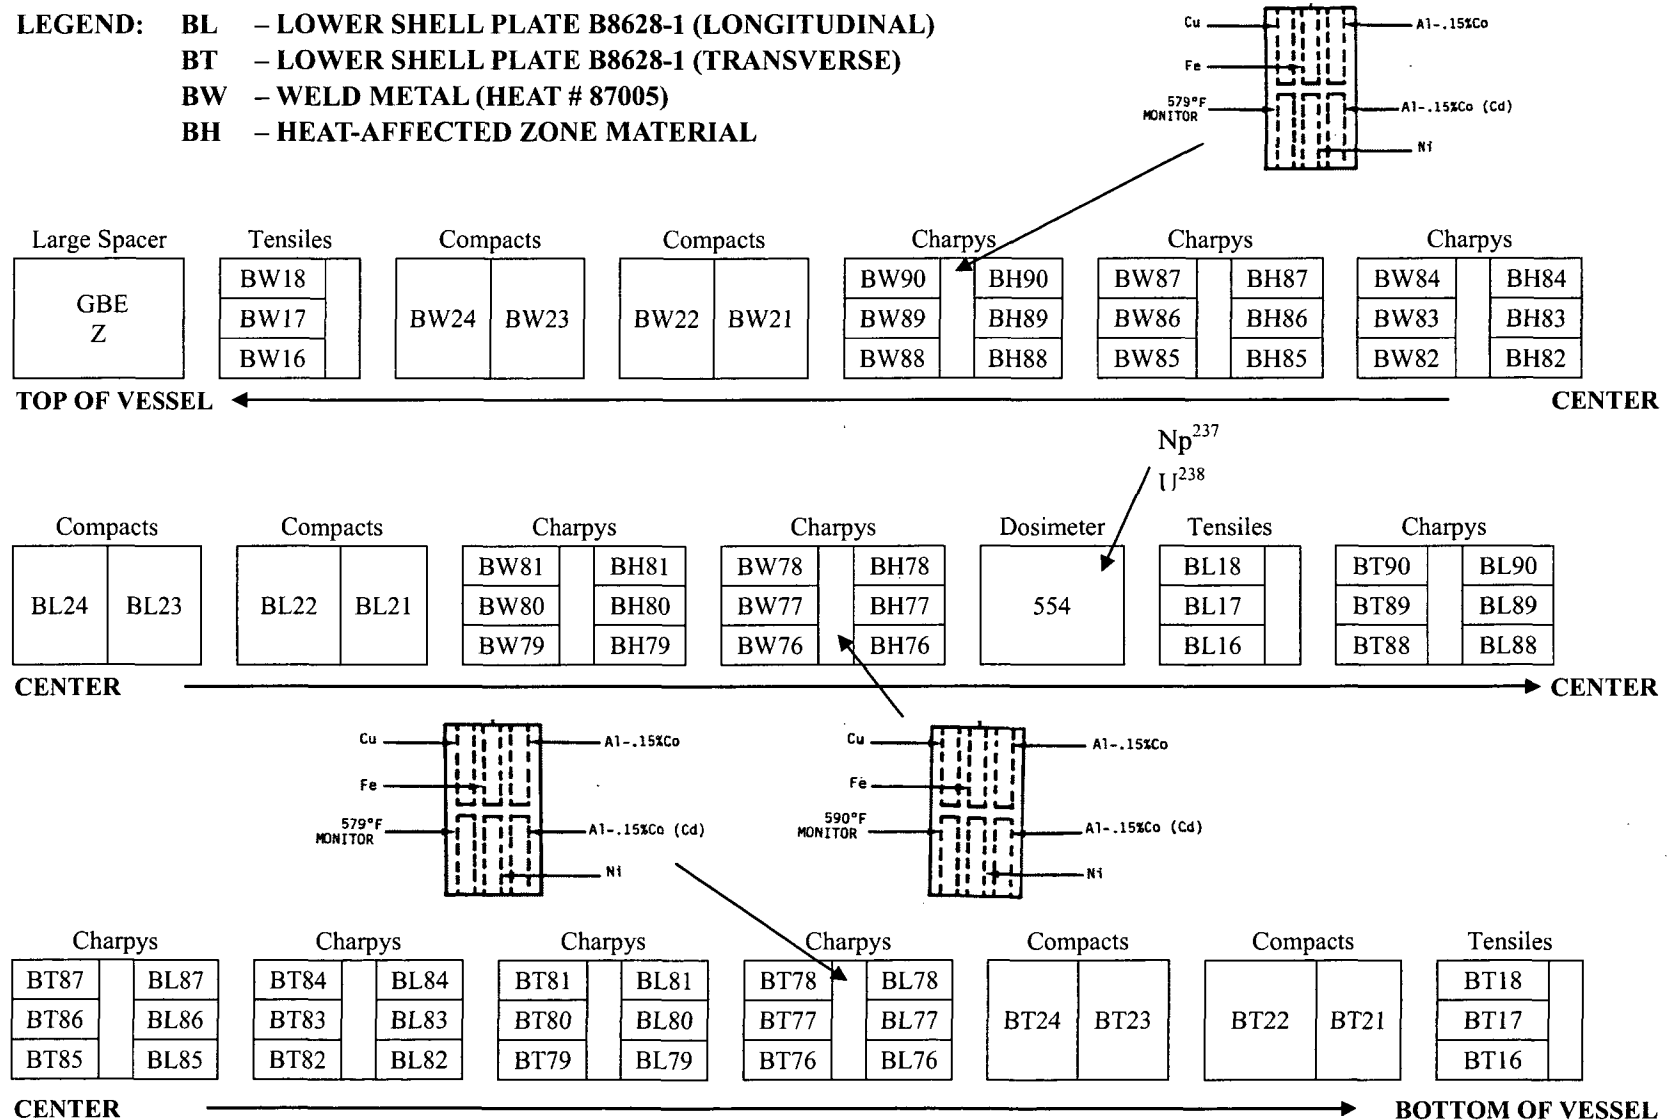 LEGEND: BL – LOWER SHELL PLATE B8628-1 (LONGITUDINAL)
BT – LOWER SHELL PLATE B8628-1 (TRANSVERSE)
BW – WELD METAL (HEAT # 87005)
BH – HEAT-AFFECTED ZONE MATERIAL
Cu Al-.15%Co
Fe
579°F
MONITOR Al-.15%Co (Cd)
Ni
Large Spacer Tensiles Compacts Compacts Charpys Charpys Charpys
GBE
Z
BW18
BW17
BW16
BW24 BW23
BW22 BW21
BW90 BH90
BW89 BH89
BW88 BH88
BW87 BH87
BW86 BH86
BW85 BH85
BW84 BH84
BW83 BH83
BW82 BH82
TOP OF VESSEL CENTER
Np237
U238
Compacts Compacts Charpys Charpys Dosimeter Tensiles Charpys
BL24 BL23
BL22 BL21
BW81 BH81
BW80 BH80
BW79 BH79
BW78 BH78
BW77 BH77
BW76 BH76
554
BL18
BL17
BL16
BT90 BL90
BT89 BL89
BT88 BL88
CENTER CENTER
Cu Al-.15%Co
Fe
579°F
MONITOR Al-.15%Co (Cd)
Ni
Cu Al-.15%Co
Fe
590°F
MONITOR Al-.15%Co (Cd)
Ni
Charpys Charpys Charpys Charpys Compacts Compacts Tensiles
BT87 BL87
BT86 BL86
BT85 BL85
BT84 BL84
BT83 BL83
BT82 BL82
BT81 BL81
BT80 BL80
BT79 BL79
BT78 BL78
BT77 BL77
BT76 BL76
BT24 BT23
BT22 BT21
BT18
BT17
BT16
CENTER BOTTOM OF VESSEL